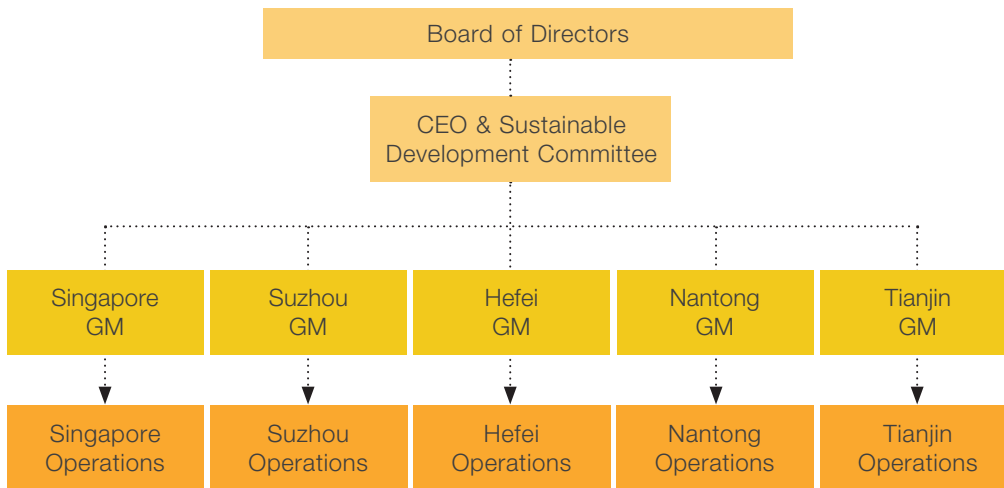 Board of Directors
CEO & Sustainable
Development Committee
Singapore
GM
Suzhou
GM
Hefei
GM
Nantong
GM
Tianjin
GM
Singapore
Operations
Suzhou
Operations
Hefei
Operations
Nantong
Operations
Tianjin
Operations